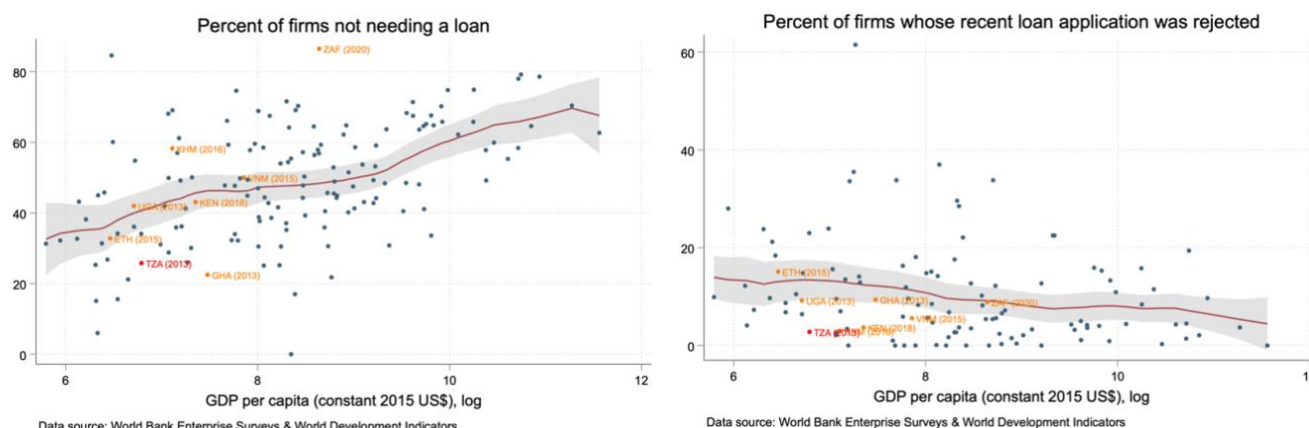 Percent of firms not needing a loan
ZAF (2020)
80
60
KHM (2016)
VNM (2015)
UGA (2013)
KEN (2018)
40
ETH (2015)
TZA (2013)
GHA (2013)
20
0
6
8
10
12
GDP per capita (constant 2015 US$), log
Data source: World Bank Enterprise Surveys & World Development Indicators
Percent of firms whose recent loan application was rejected
60
40
20
ETH (2015)
UGA (2013)
GHA (2013)
ZAF (2020)
VNM (2015)
TZA (2013)
KEN (2018)
0
6
8
10
GDP per capita (constant 2015 US$), log
Data source: World Bank Enterprise Surveys & World Development Indicators